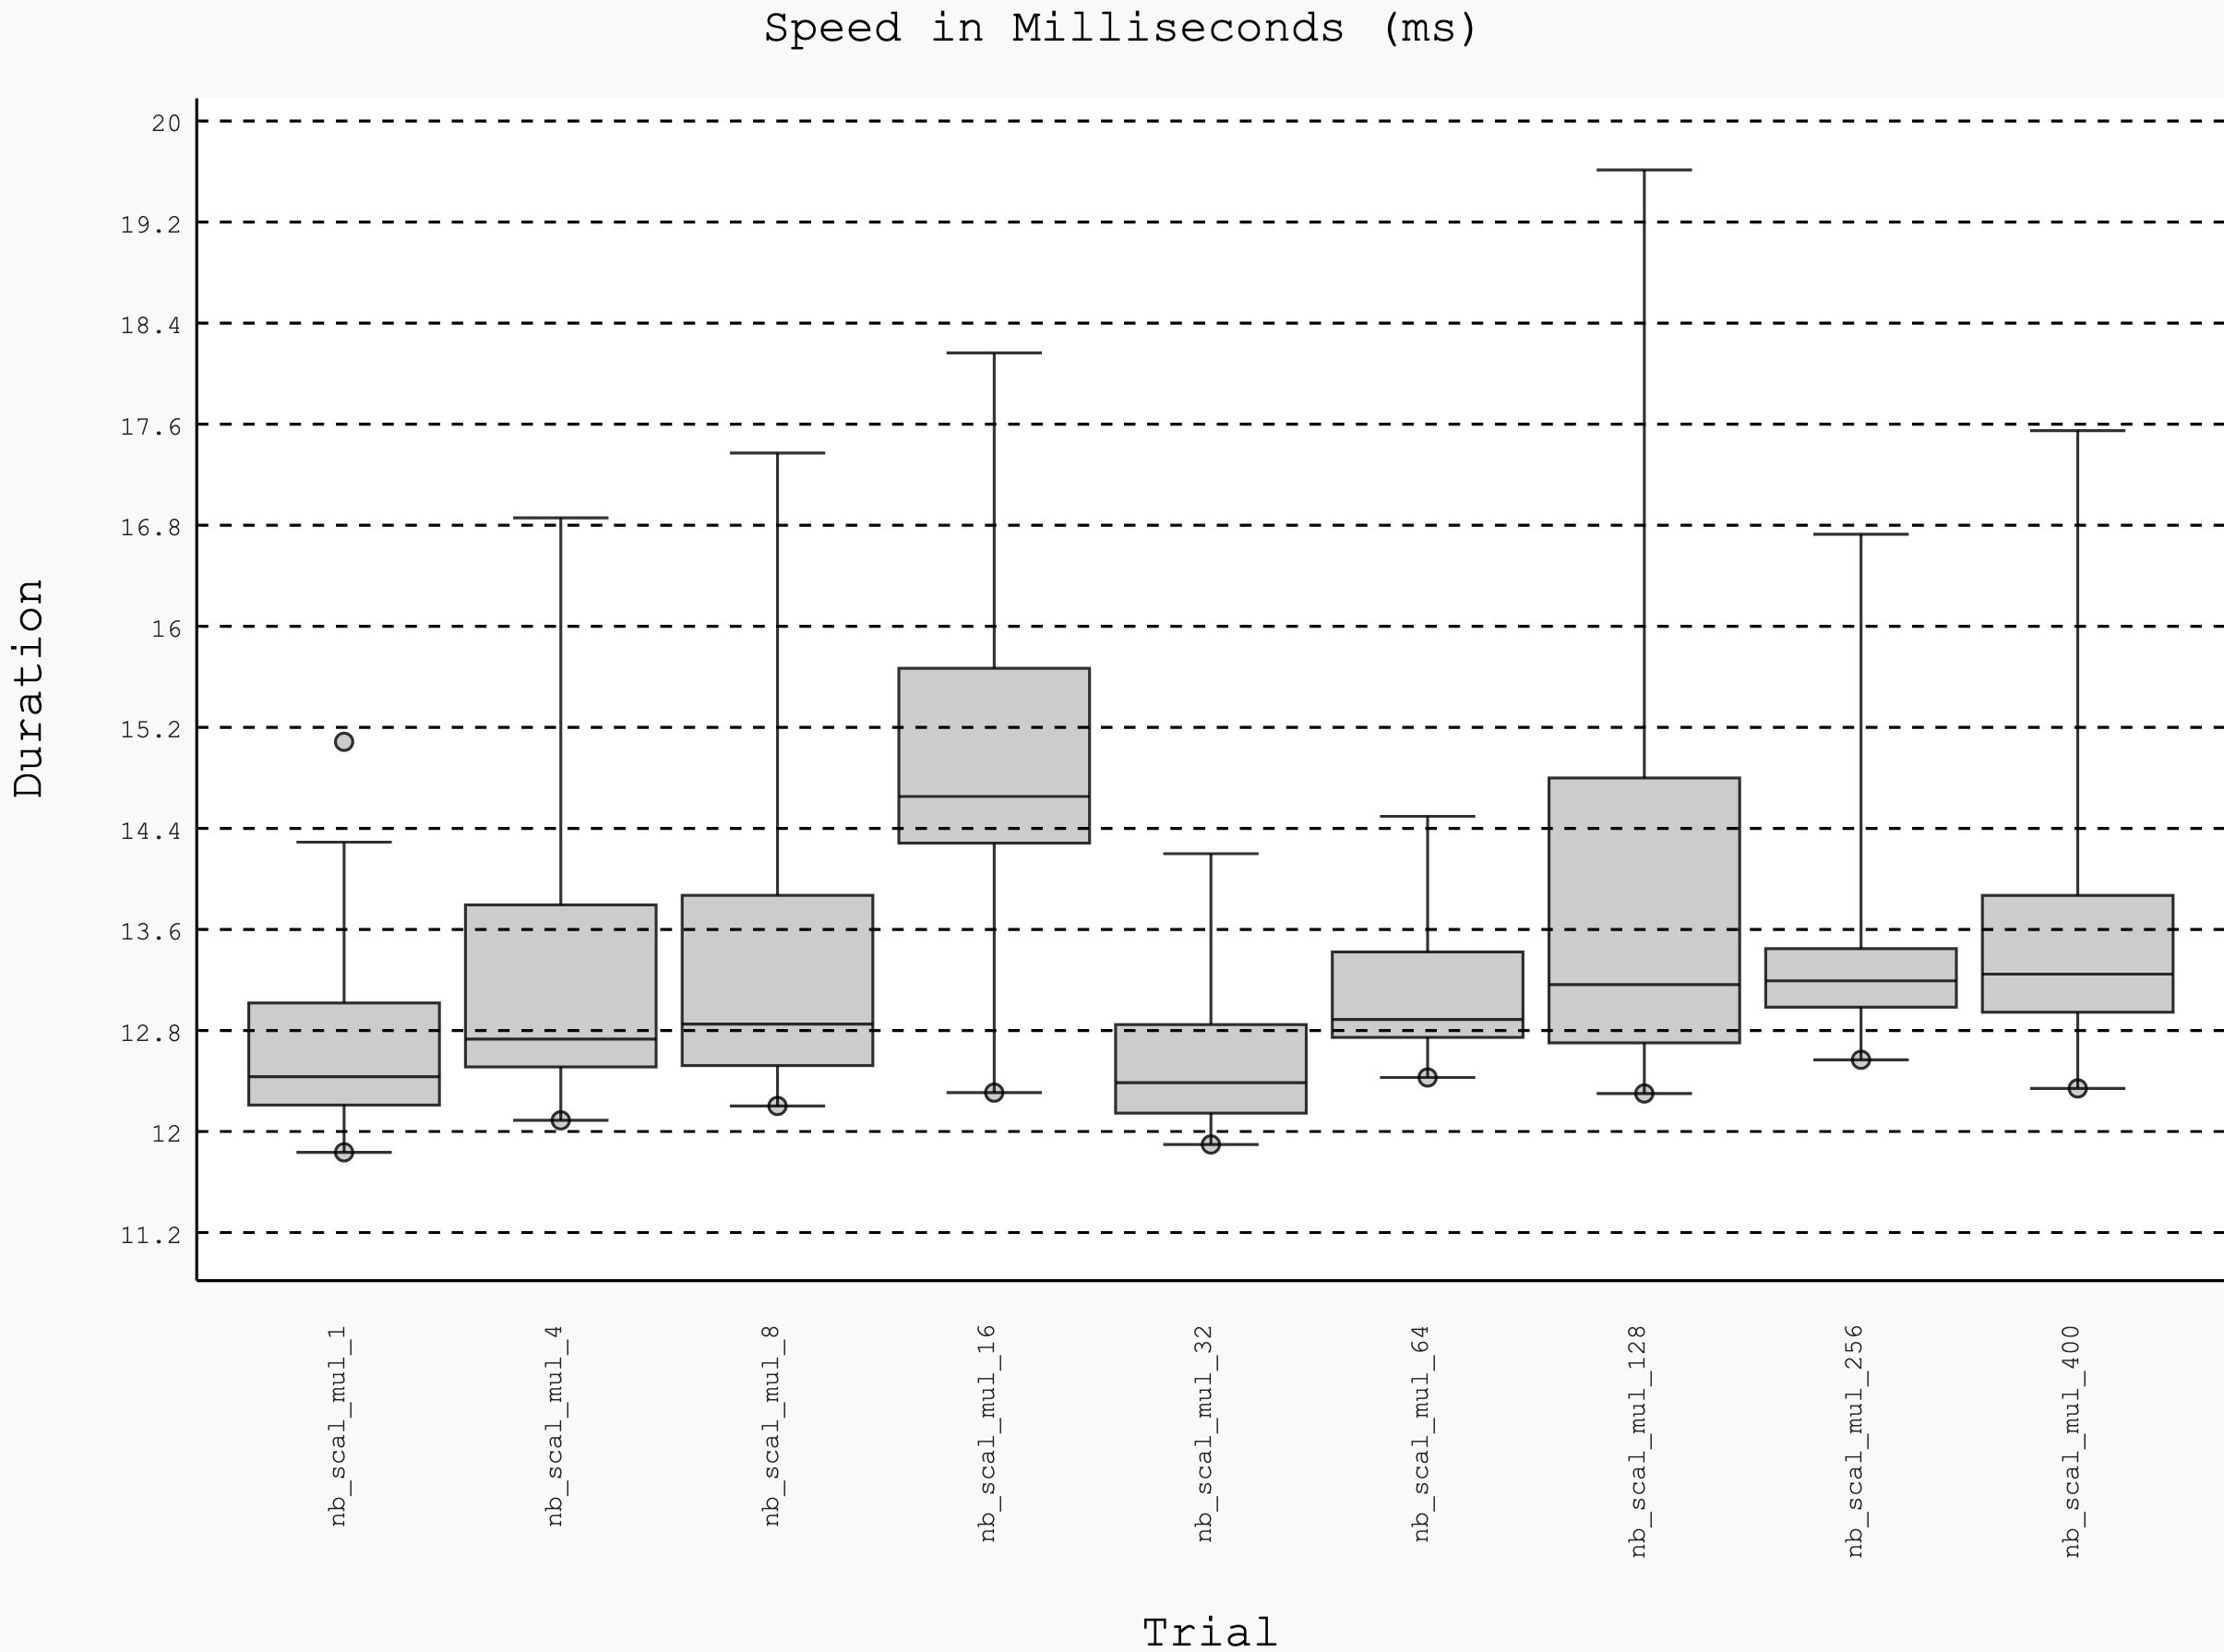 Speed in Milliseconds (ms)
Duration
20
19.2
18.4
17.6
16.8
16
15.2
14.4
13.6
12.8
12
11.2
nb_scal_mul_1
nb_scal_mul_4
nb_scal_mul_8
nb_scal_mul_16
nb_scal_mul_32
nb_scal_mul_64
nb_scal_mul_128
nb_scal_mul_256
nb_scal_mul_400
Trial